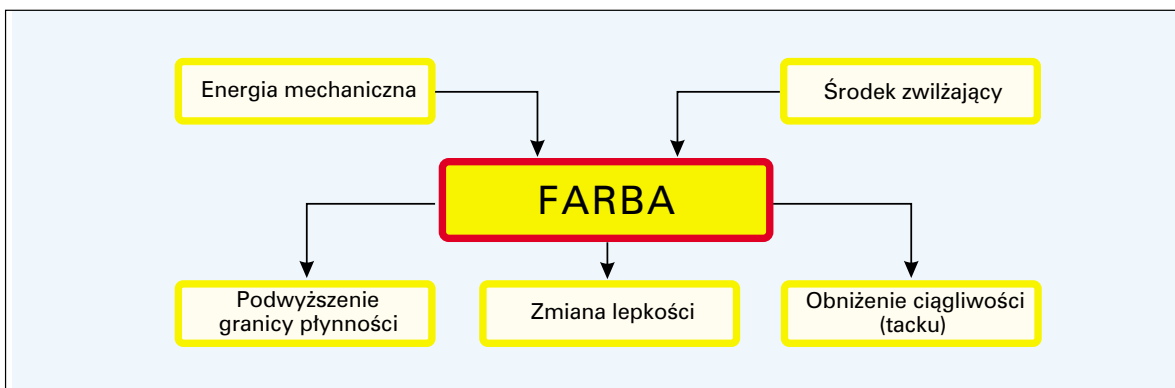 Energia mechaniczna
Środek zwilżający
FARBA
Podwyższenie
granicy płynności
Zmiana lepkości
Obniżenie ciągliwości
(tacku)